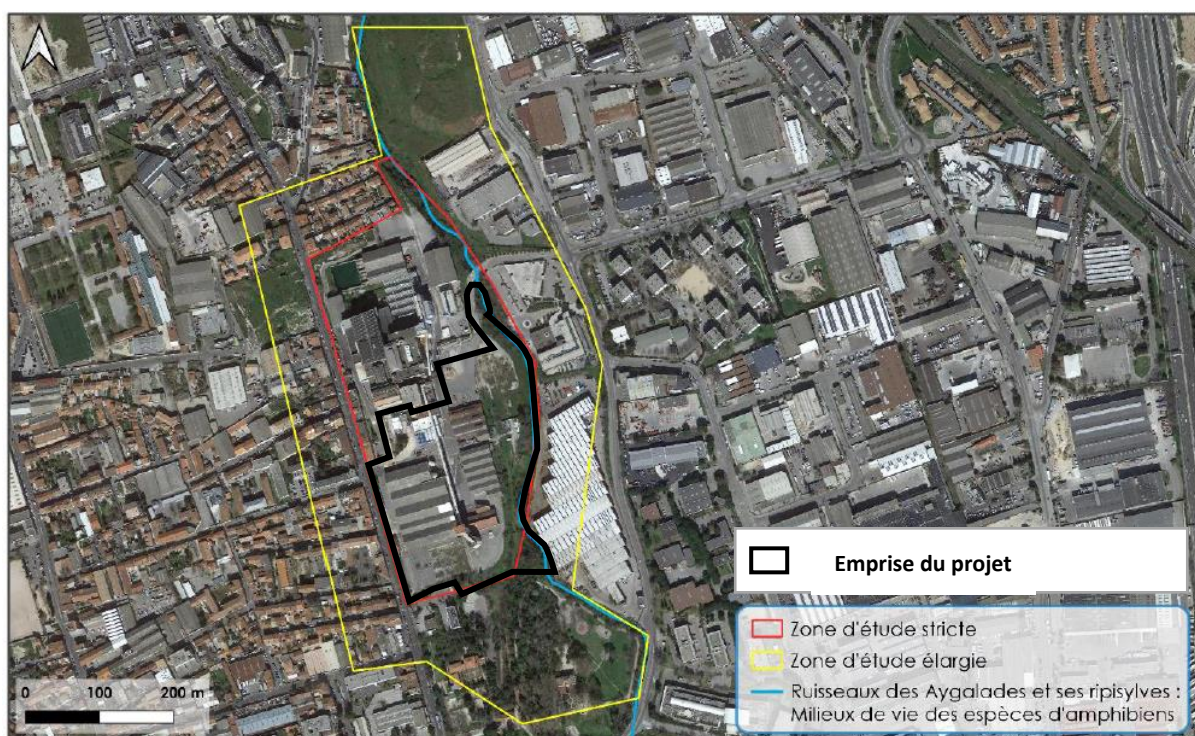 Emprise du projet
Zone d'étude stricte
Zone d'étude élargie
Ruisseaux des Aygalades et ses ripisylves :
Milieux de vie des espèces d'amphibiens
0 100 200 m